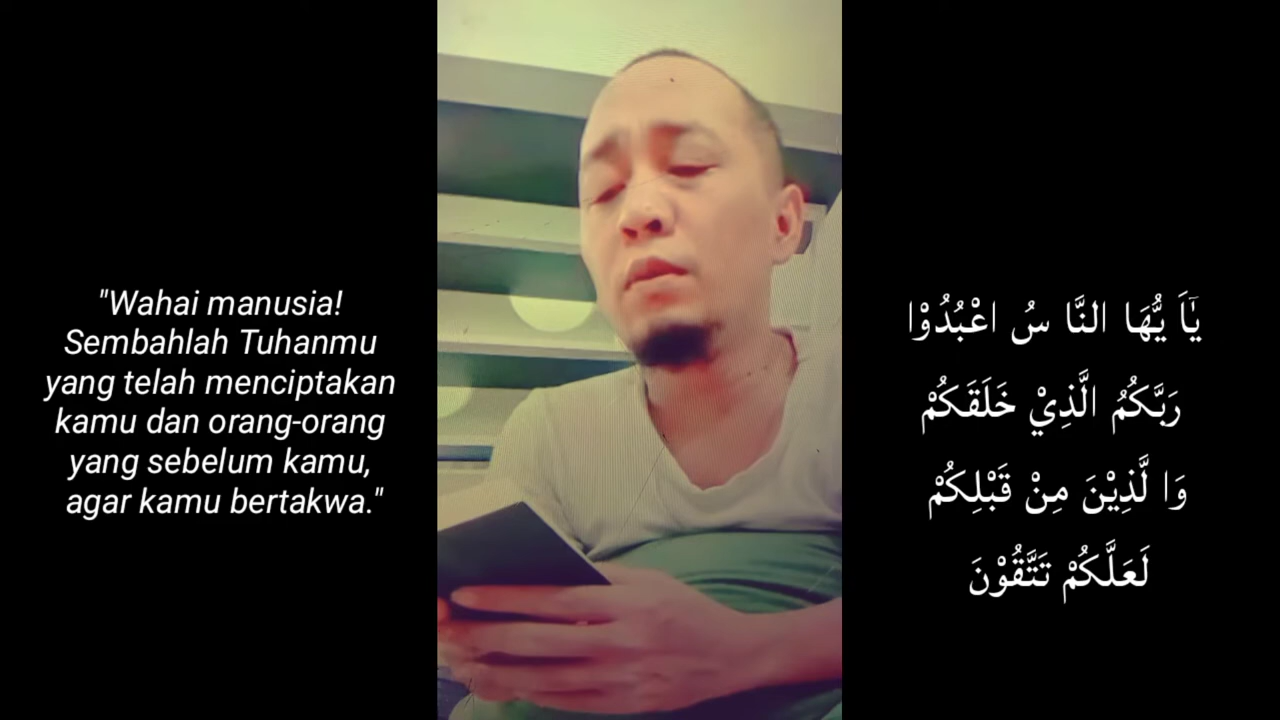 "Wahai manusia!
Sembahlah Tuhanmu
yang telah menciptakan
kamu dan orang-orang
yang sebelum kamu,
agar kamu bertakwa."
يٰۤاَ يُّهَا النَّا سُ اعْبُدُوْا
رَبَّكُمُ الَّذِيْ خَلَقَكُمْ
وَا لَّذِيْنَ مِنْ قَبْلِكُمْ
لَعَلَّكُمْ تَتَّقُوْنَ